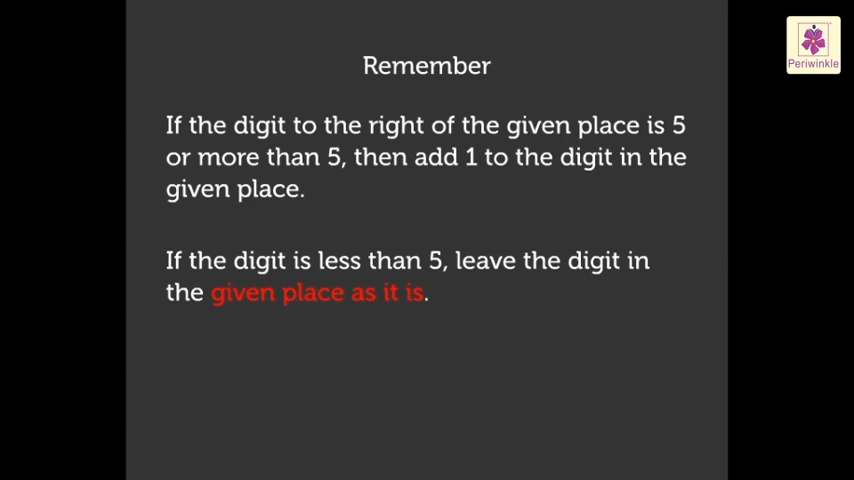 Periwinkle
Remember
If the digit to the right of the given place is 5
or more than 5, then add 1 to the digit in the
given place.
If the digit is less than 5, leave the digit in
the given place as it is.